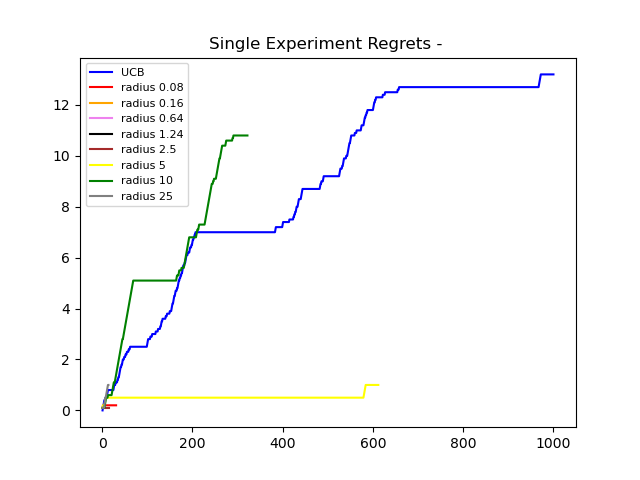 Single Experiment Regrets -
UCB
radius 0.08
radius 0.16
radius 0.64
radius 1.24
radius 2.5
radius 5
radius 10
radius 25
12
10
8
6
4
2
0
0 200 400 600 800 1000